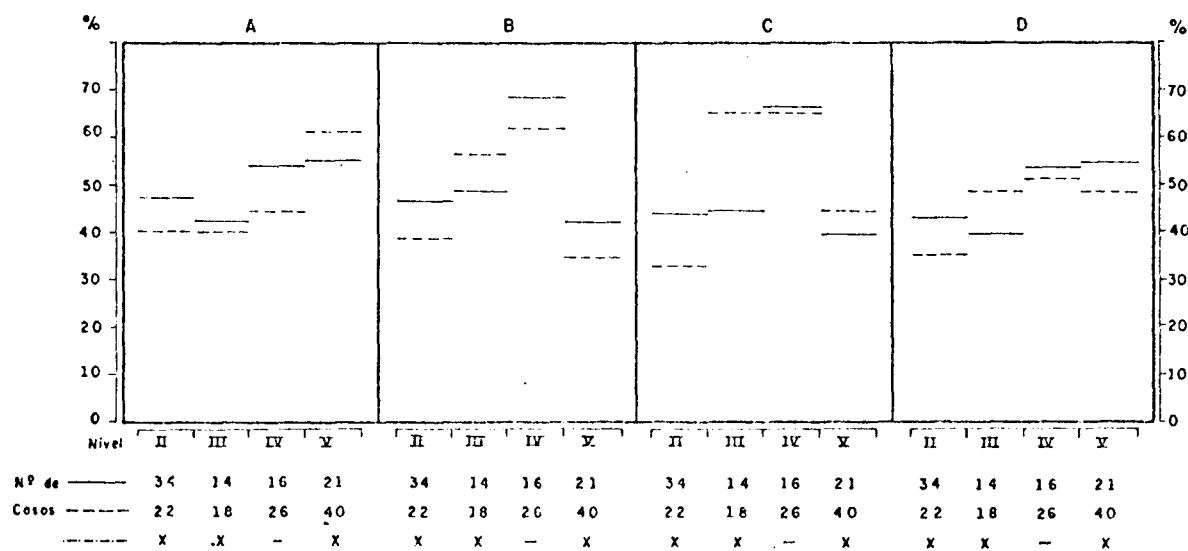 % A B C D %
70 70
60 60
50 50
40 40
30 30
20 20
10 10
0 0
Nível II III IV V II III IV V II III IV V II III IV V
Nº de 34 14 16 21 34 14 16 21 34 14 16 21 34 14 16 21
Casos 22 18 26 40 22 18 26 40 22 18 26 40 22 18 26 40
X X - X X X - X X X - X X X - X